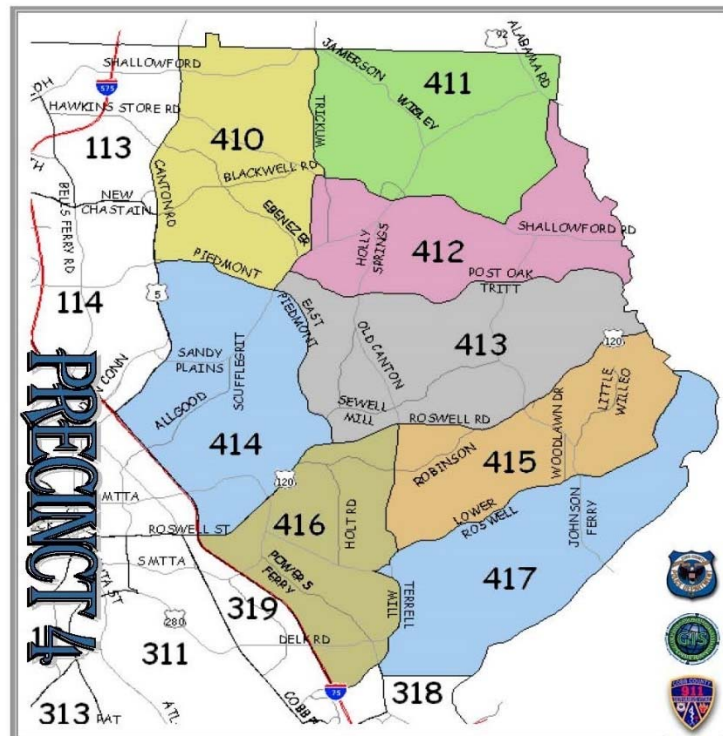 92
SHALLOWFORD
JAMERSON
ALABAMA RD
575
HAWKINS STORE RD
WIGLEY
411
TRICKUM
410
113
BLACKWELL RD
CANTON RD
NEW
CHASTAIN
BELLS FERRY RD
EBENEZER
HOLLY
SPRINGS
SHALLOWFORD RD
412
PIEDMONT
POST OAK
TRITT
114
5
EAST
PIEDMONT
OLD CANTON
413
120
SANDY
PLAINS
SCUFFLEGRIT
ALLGOOD
CONN
SEWELL
MILL
ROSWELL RD
WOODLAWN DR
LITTLE
WILLEO
414
ROBINSON
415
120
SMTTA
LOWER
ROSWELL
416
HOLT RD
JOHNSON
FERRY
ROSWELL ST
SMTTA
POWERS
FERRY
417
TERRELL
MILL
319
280
DELK RD
311
75
318
313
PAT
PRECINCT 4
911